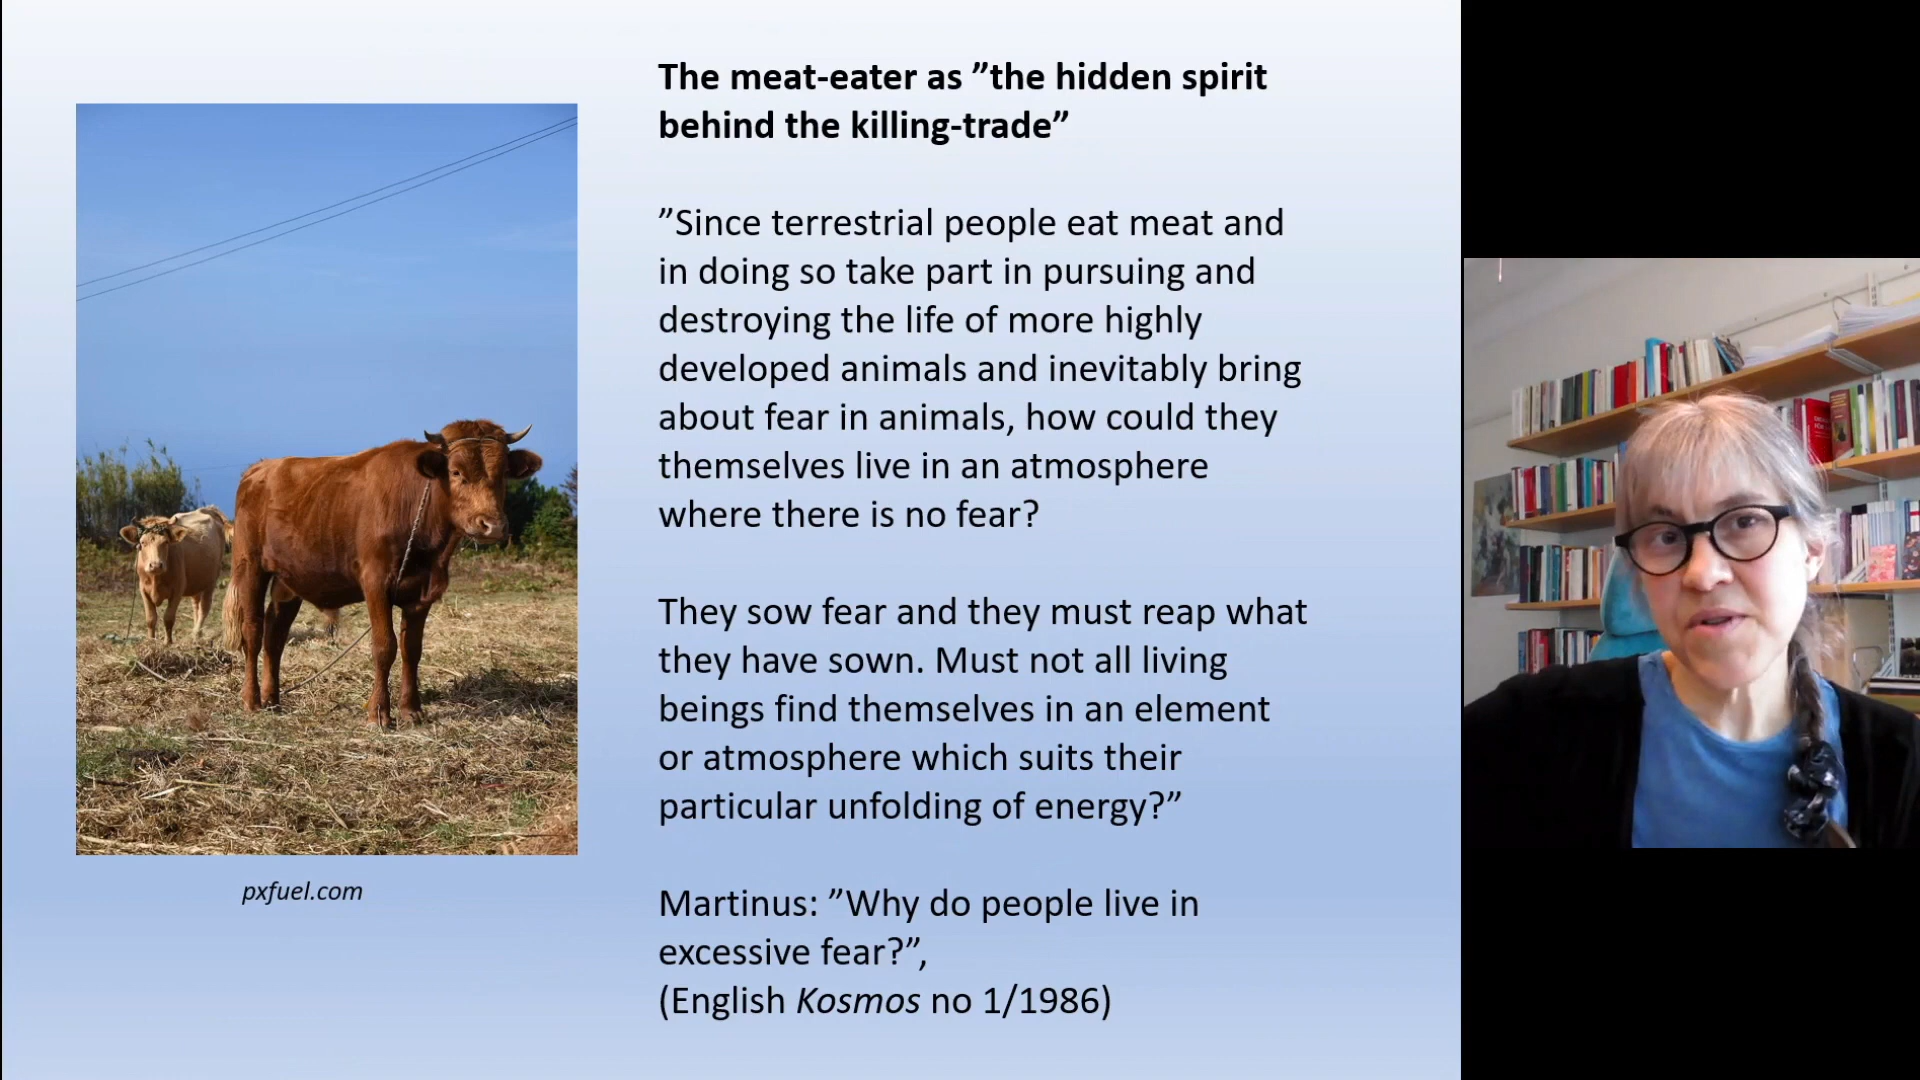 The meat-eater as ”the hidden spirit
behind the killing-trade”
”Since terrestrial people eat meat and
in doing so take part in pursuing and
destroying the life of more highly
developed animals and inevitably bring
about fear in animals, how could they
themselves live in an atmosphere
where there is no fear?
They sow fear and they must reap what
they have sown. Must not all living
beings find themselves in an element
or atmosphere which suits their
particular unfolding of energy?”
Martinus: ”Why do people live in
excessive fear?”,
(English Kosmos no 1/1986)
pxfuel.com